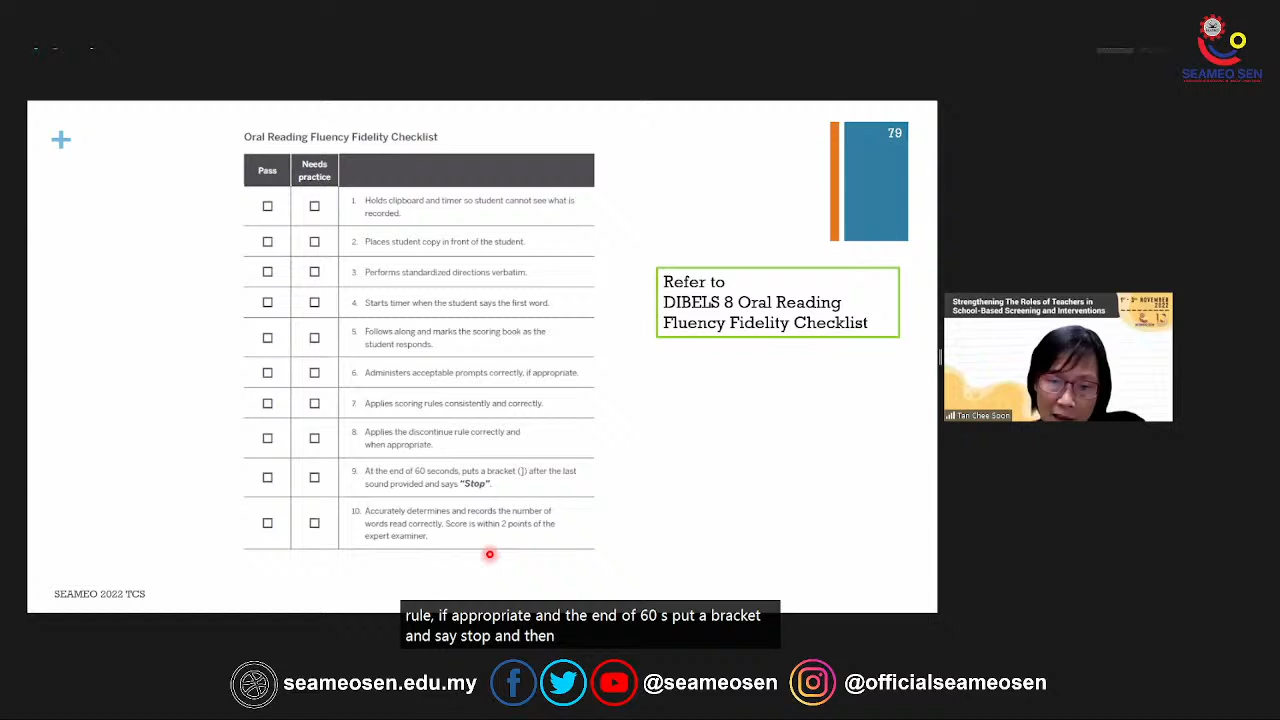 SEAMEO SEN
79
Oral Reading Fluency Fidelity Checklist
Pass
Needs
practice
1. Holds clipboard and timer so student cannot see what is
recorded.
2. Places student copy in front of the student.
3. Performs standardized directions verbatim.
4. Starts timer when the student says the first word.
5. Follows along and marks the scoring book as the
student responds.
6. Administers acceptable prompts correctly, if appropriate.
7. Applies scoring rules consistently and correctly.
8. Applies the discontinue rule correctly and
when appropriate.
9. At the end of 60 seconds, puts a bracket (]) after the last
sound provided and says "Stop".
10. Accurately determines and records the number of
words read correctly. Score is within 2 points of the
expert examiner.
Refer to
DIBELS 8 Oral Reading
Fluency Fidelity Checklist
Strengthening The Roles of Teachers in
School-Based Screening and Interventions
1st - 3rd NOVEMBER
2022
Tan Chee Soon
SEAMEO 2022 TCS
rule, if appropriate and the end of 60 s put a bracket
and say stop and then
seameosen.edu.my
@seameosen
@officialseameosen